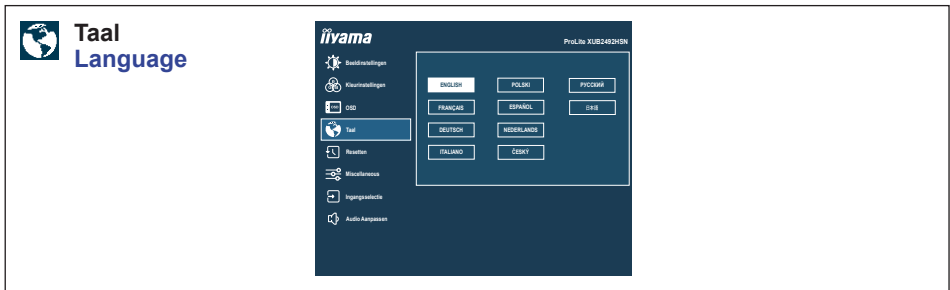 Taal
Language
iiyama
ProLite XUB2492HSN
Beeldinstellingen
Kleurinstellingen
OSD
Taal
Resetten
Miscellaneous
Ingangsselectie
Audio Aanpassen
ENGLISH POLSKI РУССКИЙ
FRANÇAIS ESPAÑOL 日本語
DEUTSCH NEDERLANDS
ITALIANO ČESKÝ